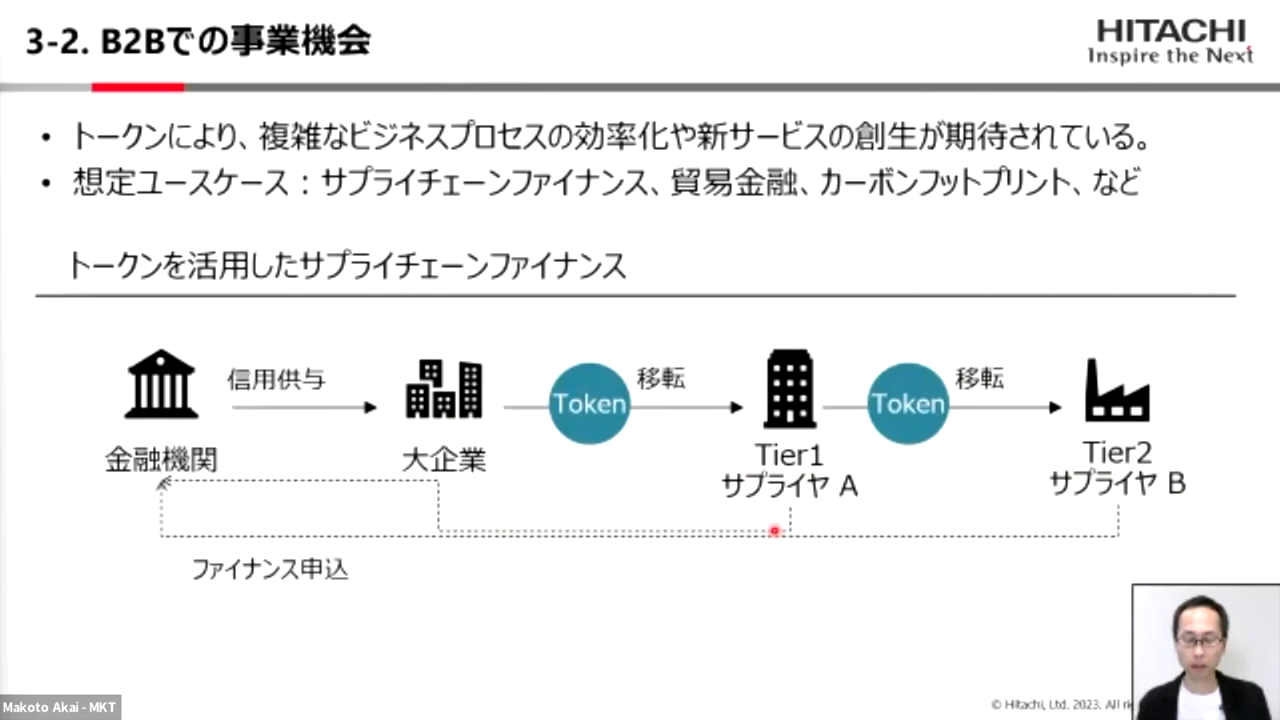 3-2. B2Bでの事業機会
HITACHI
Inspire the Next
• トークンにより、複雑なビジネスプロセスの効率化や新サービスの創生が期待されている。
• 想定ユースケース：サプライチェーンファイナンス、貿易金融、カーボンフットプリント、など
トークンを活用したサプライチェーンファイナンス
信用供与
Token
移転
Token
移転
金融機関
大企業
Tier1
サプライヤ A
Tier2
サプライヤ B
ファイナンス申込
© Hitachi, Ltd. 2023. All
Makoto Akai - MKT